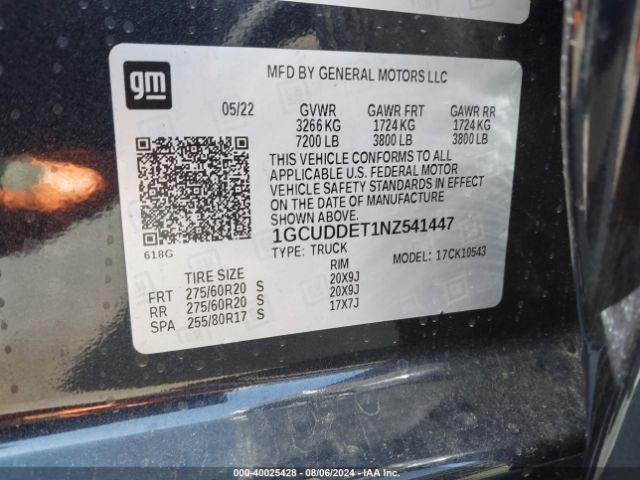 gm
MFD BY GENERAL MOTORS LLC
05/22 GVWR GAWR FRT GAWR RR
3266 KG 1724 KG 1724 KG
7200 LB 3800 LB 3800 LB
THIS VEHICLE CONFORMS TO ALL
APPLICABLE U.S. FEDERAL MOTOR
VEHICLE SAFETY STANDARDS IN EFFECT
ON THE DATE OF MANUFACTURE
SHOWN ABOVE.
618G 1GCUDDET1NZ541447
TYPE: TRUCK MODEL: 17CK10543
TIRE SIZE RIM
FRT 275/60R20 S 20X9J
RR 275/60R20 S 20X9J
SPA 255/80R17 S 17X7J
000-40025428 - 08/06/2024 - IAA Inc.